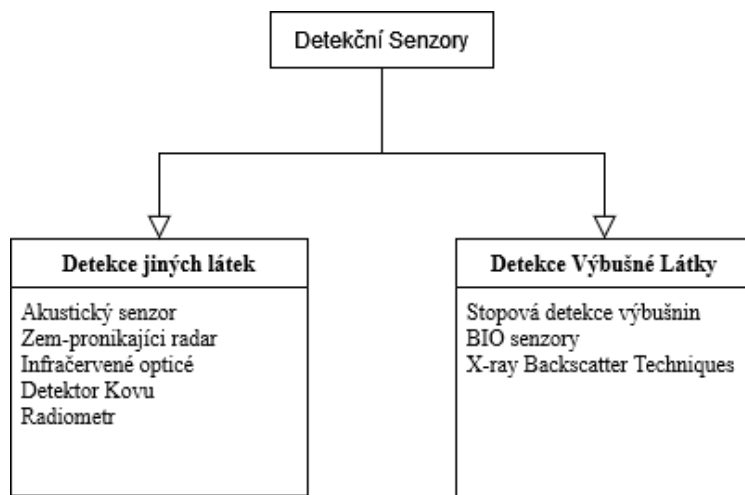 Detekční Senzory
Detekce jiných látek
Akustický senzor
Zem-pronikajíci radar
Infračervené opticé
Detektor Kovu
Radiometr
Detekce Výbušné Látky
Stopová detekce výbušnin
BIO senzory
X-ray Backscatter Techniques